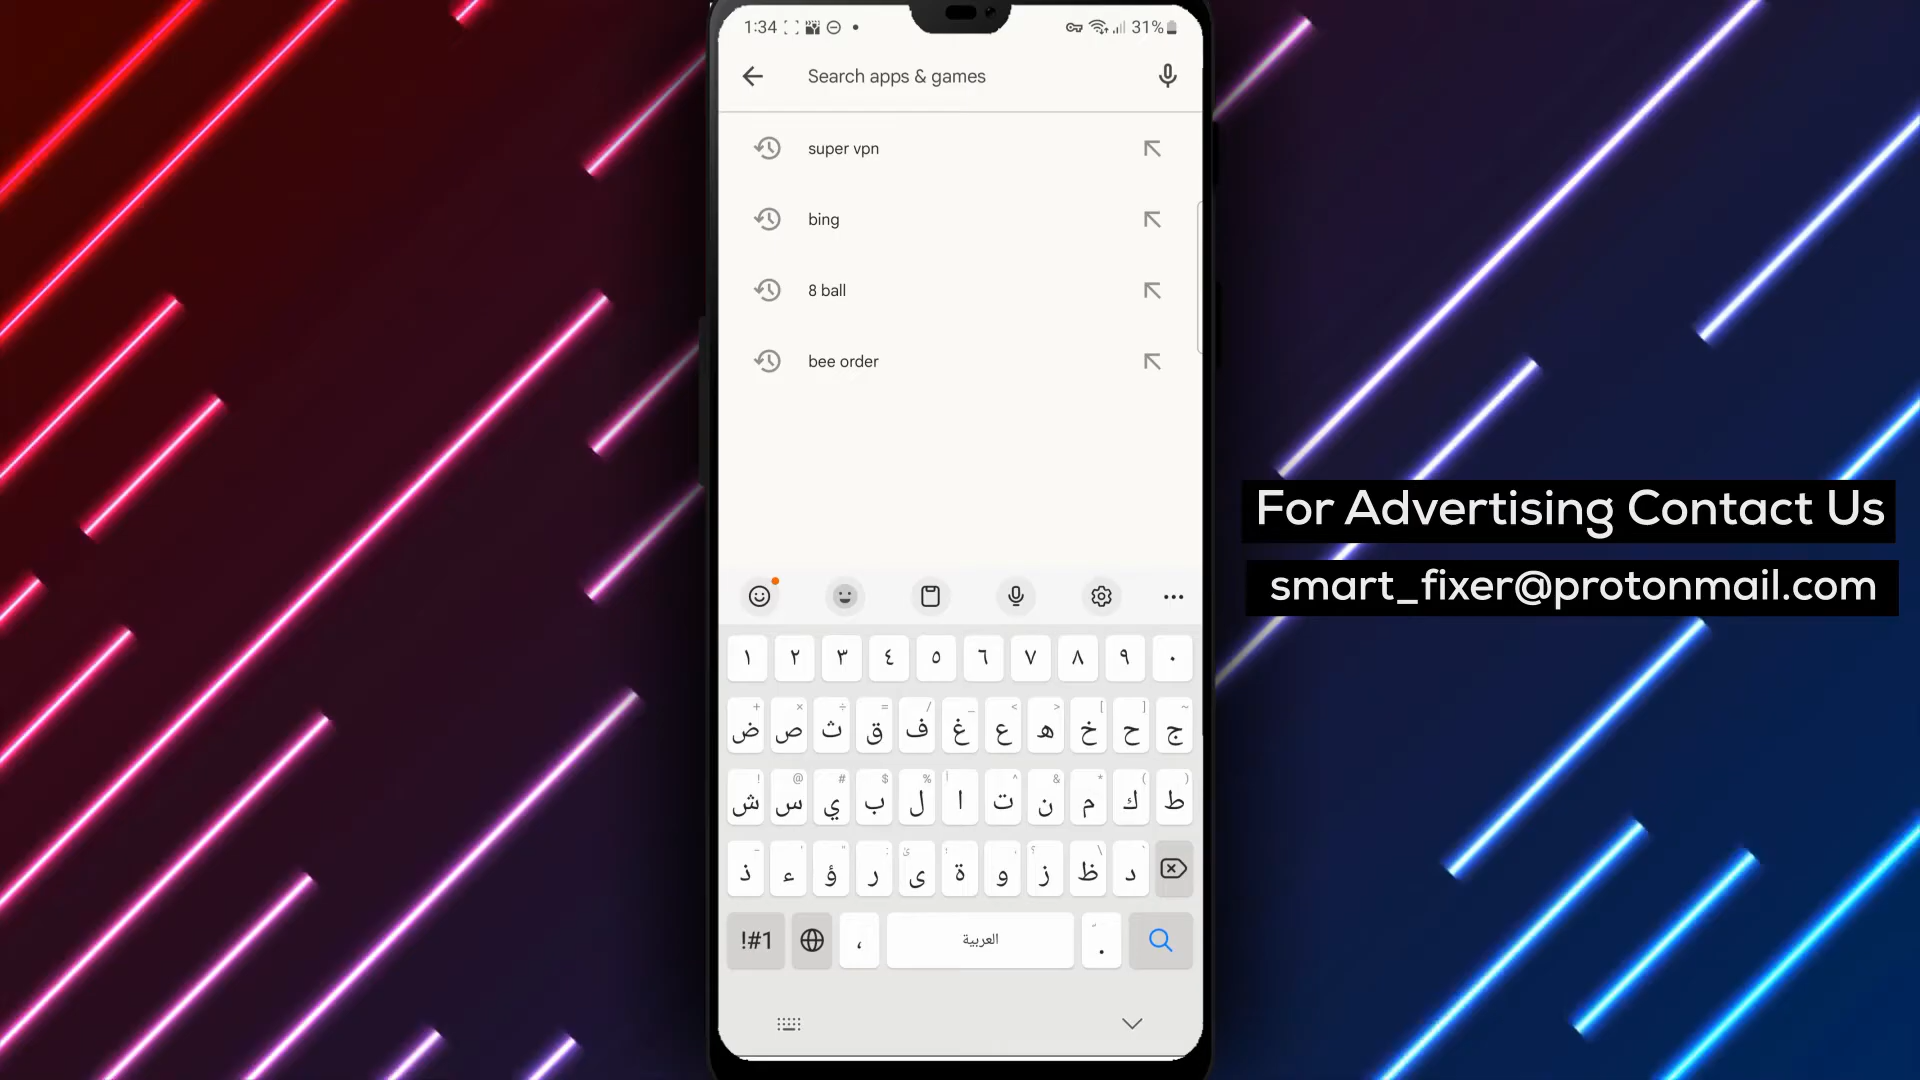 1:34
31%
Search apps & games
super vpn
bing
8 ball
bee order
For Advertising Contact Us
smart_fixer@protonmail.com
١ ٢ ٣ ٤ ٥ ٦ ٧ ٨ ٩ ٠
+ × ÷ = / _ < > [ ] ~
ض ص ث ق ف غ ع ه خ ح ج
! @ # $ % أ ^ & * ( )
ش س ي ب ل ا ت ن م ك ط
ذ ء ؤ ر ى ة و ز ظ د
!#1 ، العربية .